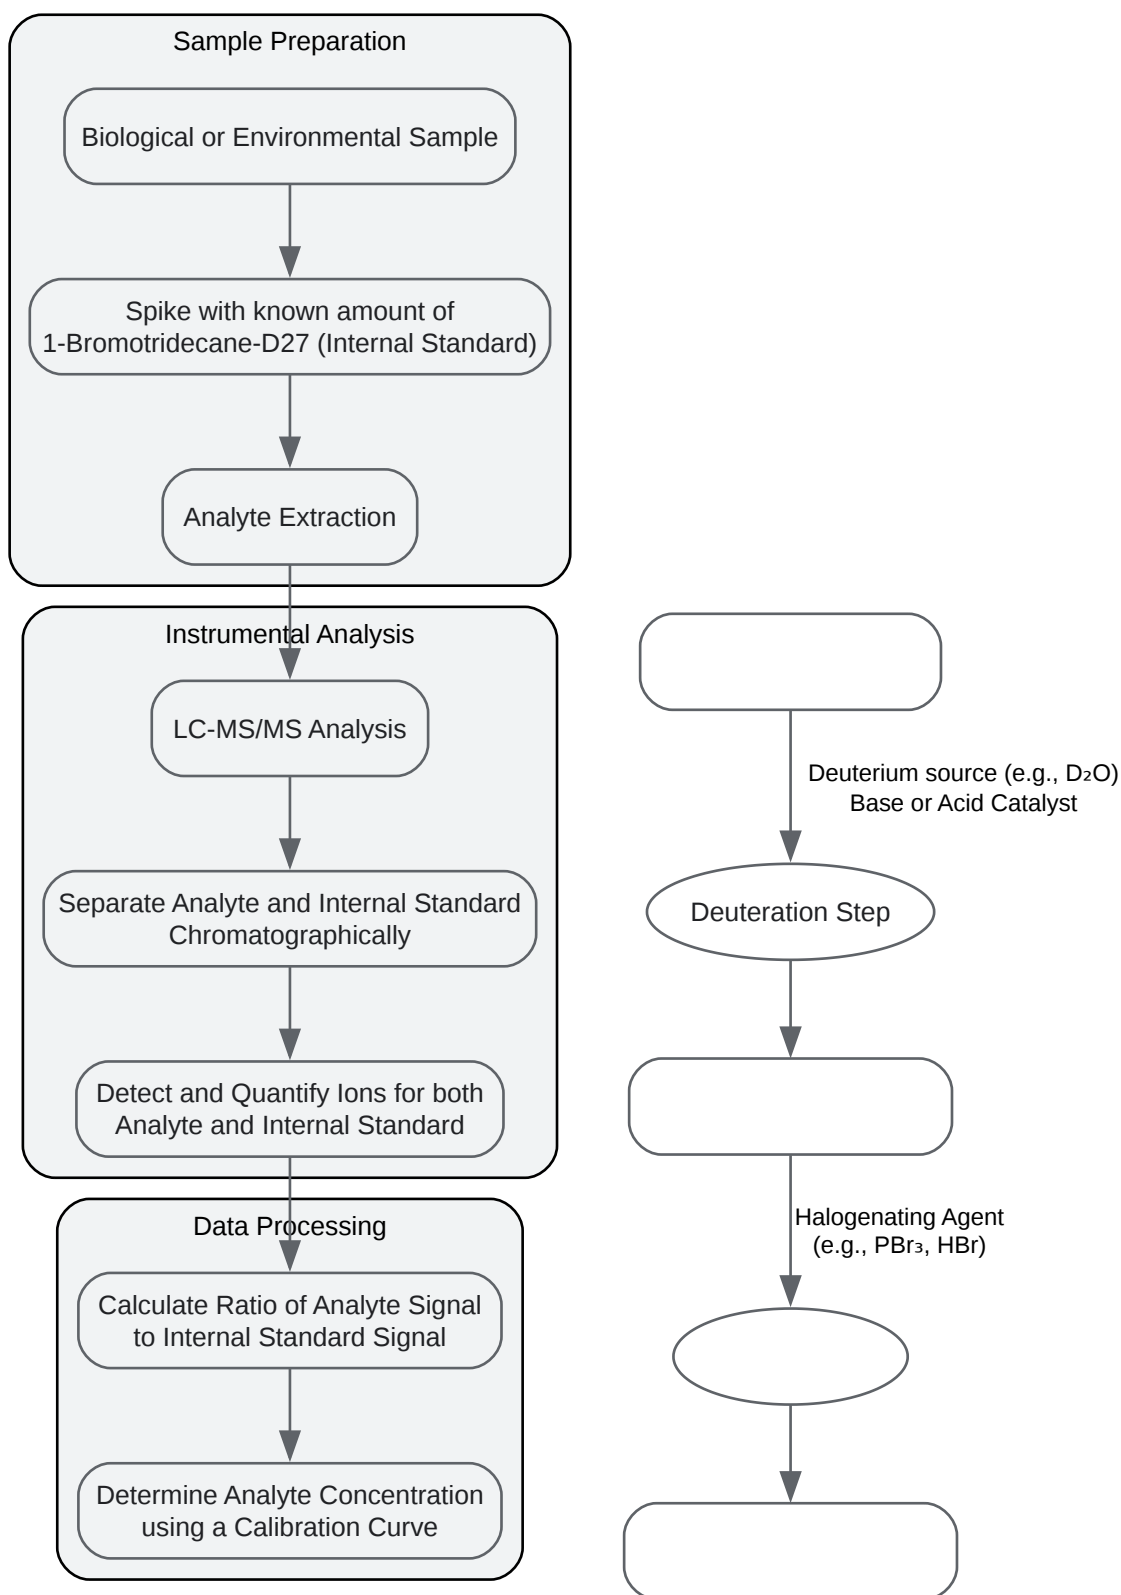 Sample Preparation
Biological or Environmental Sample
Spike with known amount of
1-Bromotridecane-D27 (Internal Standard)
Analyte Extraction
Instrumental Analysis
LC-MS/MS Analysis
Separate Analyte and Internal Standard
Chromatographically
Detect and Quantify Ions for both
Analyte and Internal Standard
Data Processing
Calculate Ratio of Analyte Signal
to Internal Standard Signal
Determine Analyte Concentration
using a Calibration Curve
Deuterium source (e.g., D₂O)
Base or Acid Catalyst
Deuteration Step
Halogenating Agent
(e.g., PBr₃, HBr)